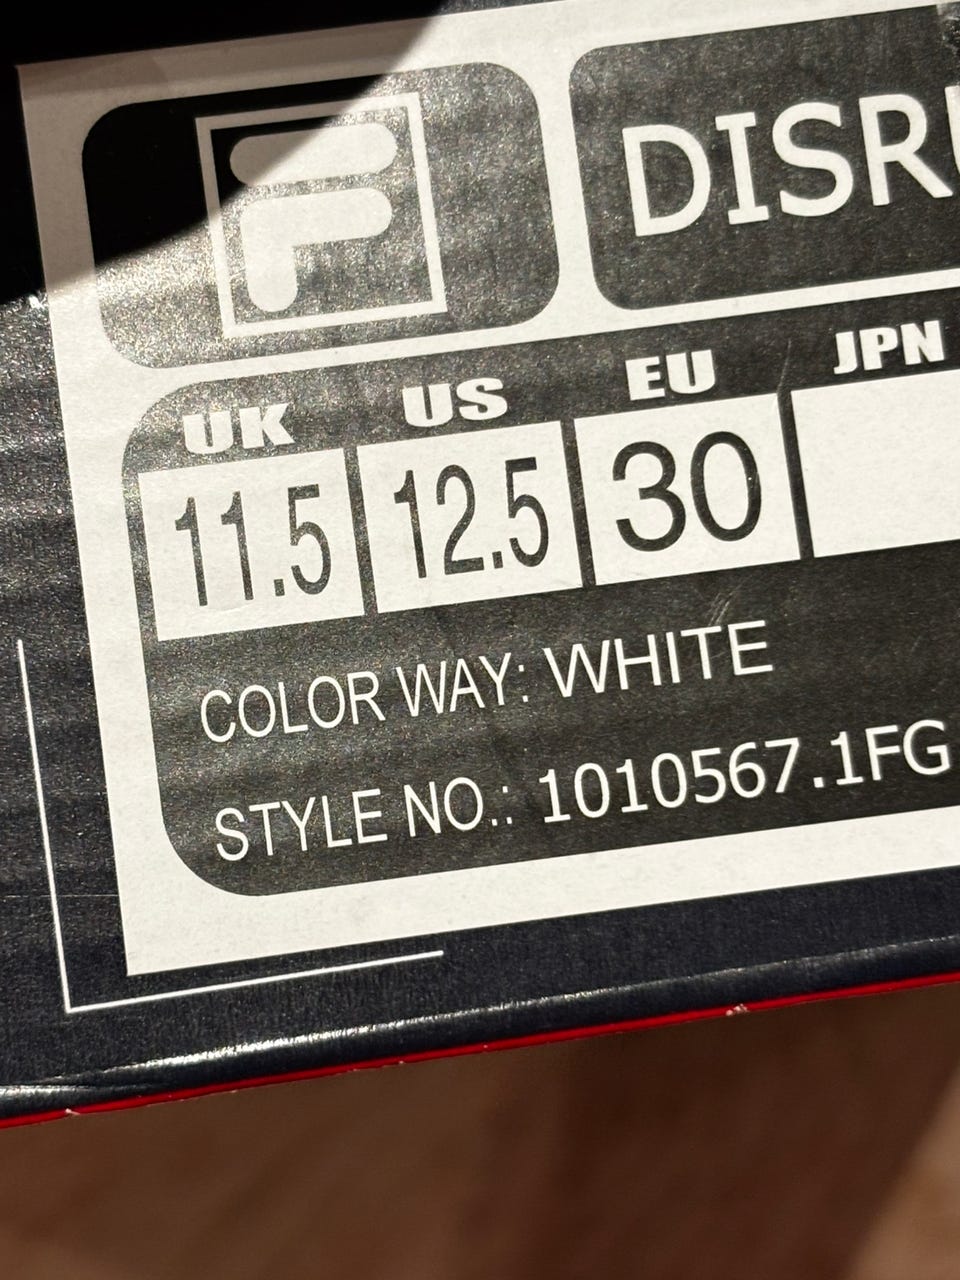 F
DISR
UK US EU JPN
11.5 12.5 30
COLOR WAY: WHITE
STYLE NO.: 1010567.1FG